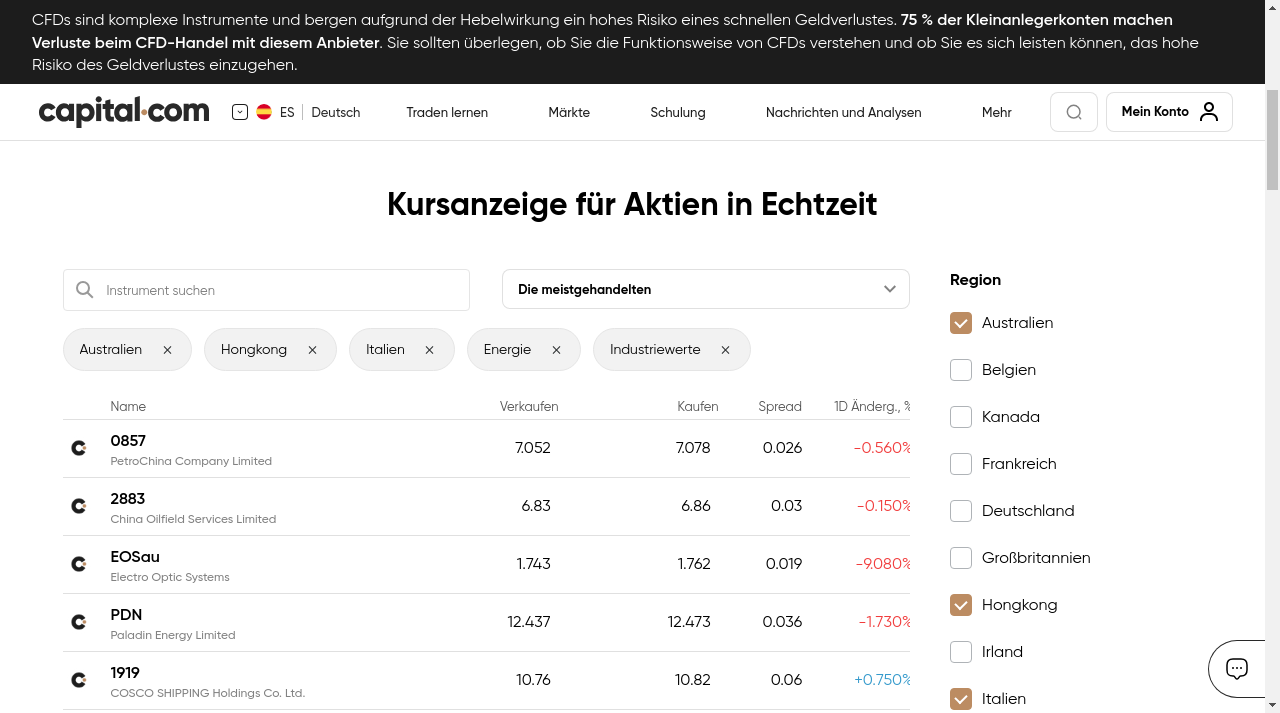 CFDs sind komplexe Instrumente und bergen aufgrund der Hebelwirkung ein hohes Risiko eines schnellen Geldverlustes. 75 % der Kleinanlegerkonten machen
Verluste beim CFD-Handel mit diesem Anbieter. Sie sollten überlegen, ob Sie die Funktionsweise von CFDs verstehen und ob Sie es sich leisten können, das hohe
Risiko des Geldverlustes einzugehen.
capital.com ES Deutsch Traden lernen Märkte Schulung Nachrichten und Analysen Mehr Mein Konto
Kursanzeige für Aktien in Echtzeit
Instrument suchen Die meistgehandelten
Australien Hongkong Italien Energie Industriewerte
Name Verkaufen Kaufen Spread 1D Änderg., %
0857 7.052 7.078 0.026 -0.560%
PetroChina Company Limited
2883 6.83 6.86 0.03 -0.150%
China Oilfield Services Limited
EOSau 1.743 1.762 0.019 -9.080%
Electro Optic Systems
PDN 12.437 12.473 0.036 -1.730%
Paladin Energy Limited
1919 10.76 10.82 0.06 +0.750%
COSCO SHIPPING Holdings Co. Ltd.
Region
Australien
Belgien
Kanada
Frankreich
Deutschland
Großbritannien
Hongkong
Irland
Italien